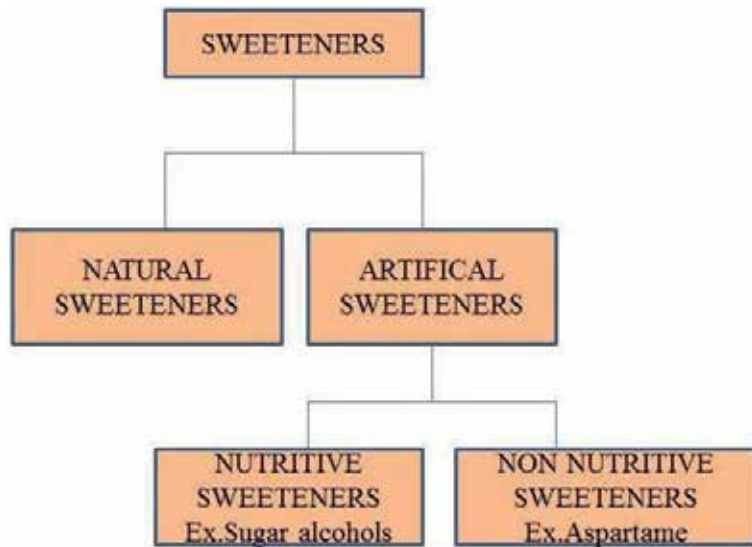 SWEETENERS
NATURAL
SWEETENERS
ARTIFICAL
SWEETENERS
NUTRITIVE
SWEETENERS
Ex.Sugar alcohols
NON NUTRITIVE
SWEETENERS
Ex.Aspartame